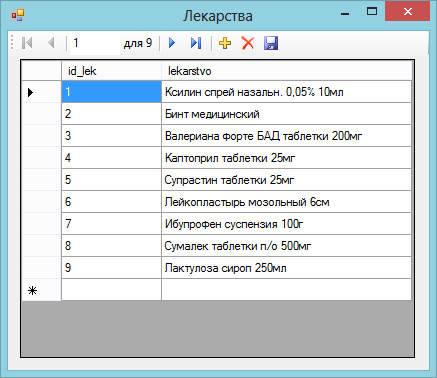 Лекарства
1 для 9
id_lek lekarstvo
1 Ксилин спрей назальн. 0,05% 10мл
2 Бинт медицинский
3 Валериана форте БАД таблетки 200мг
4 Каптоприл таблетки 25мг
5 Супрастин таблетки 25мг
6 Лейкопластырь мозольный 6см
7 Ибупрофен суспензия 100г
8 Сумалек таблетки п/о 500мг
9 Лактулоза сироп 250мл